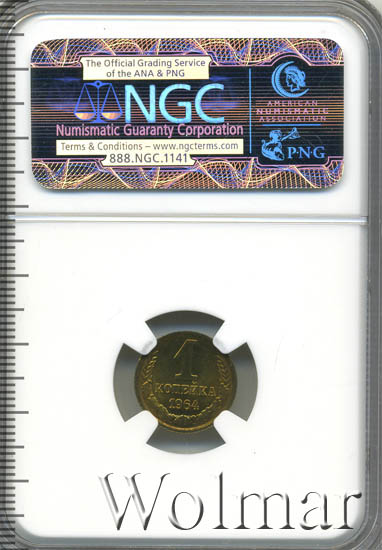 The Official Grading Service
of the ANA & PNG
NGC
Numismatic Guaranty Corporation
Terms & Conditions – www.ngcterms.com
888.NGC.1141
AMERICAN
NUMISMATIC
ASSOCIATION
P·N·G
1
КОПЕЙКА
1964
Wolmar